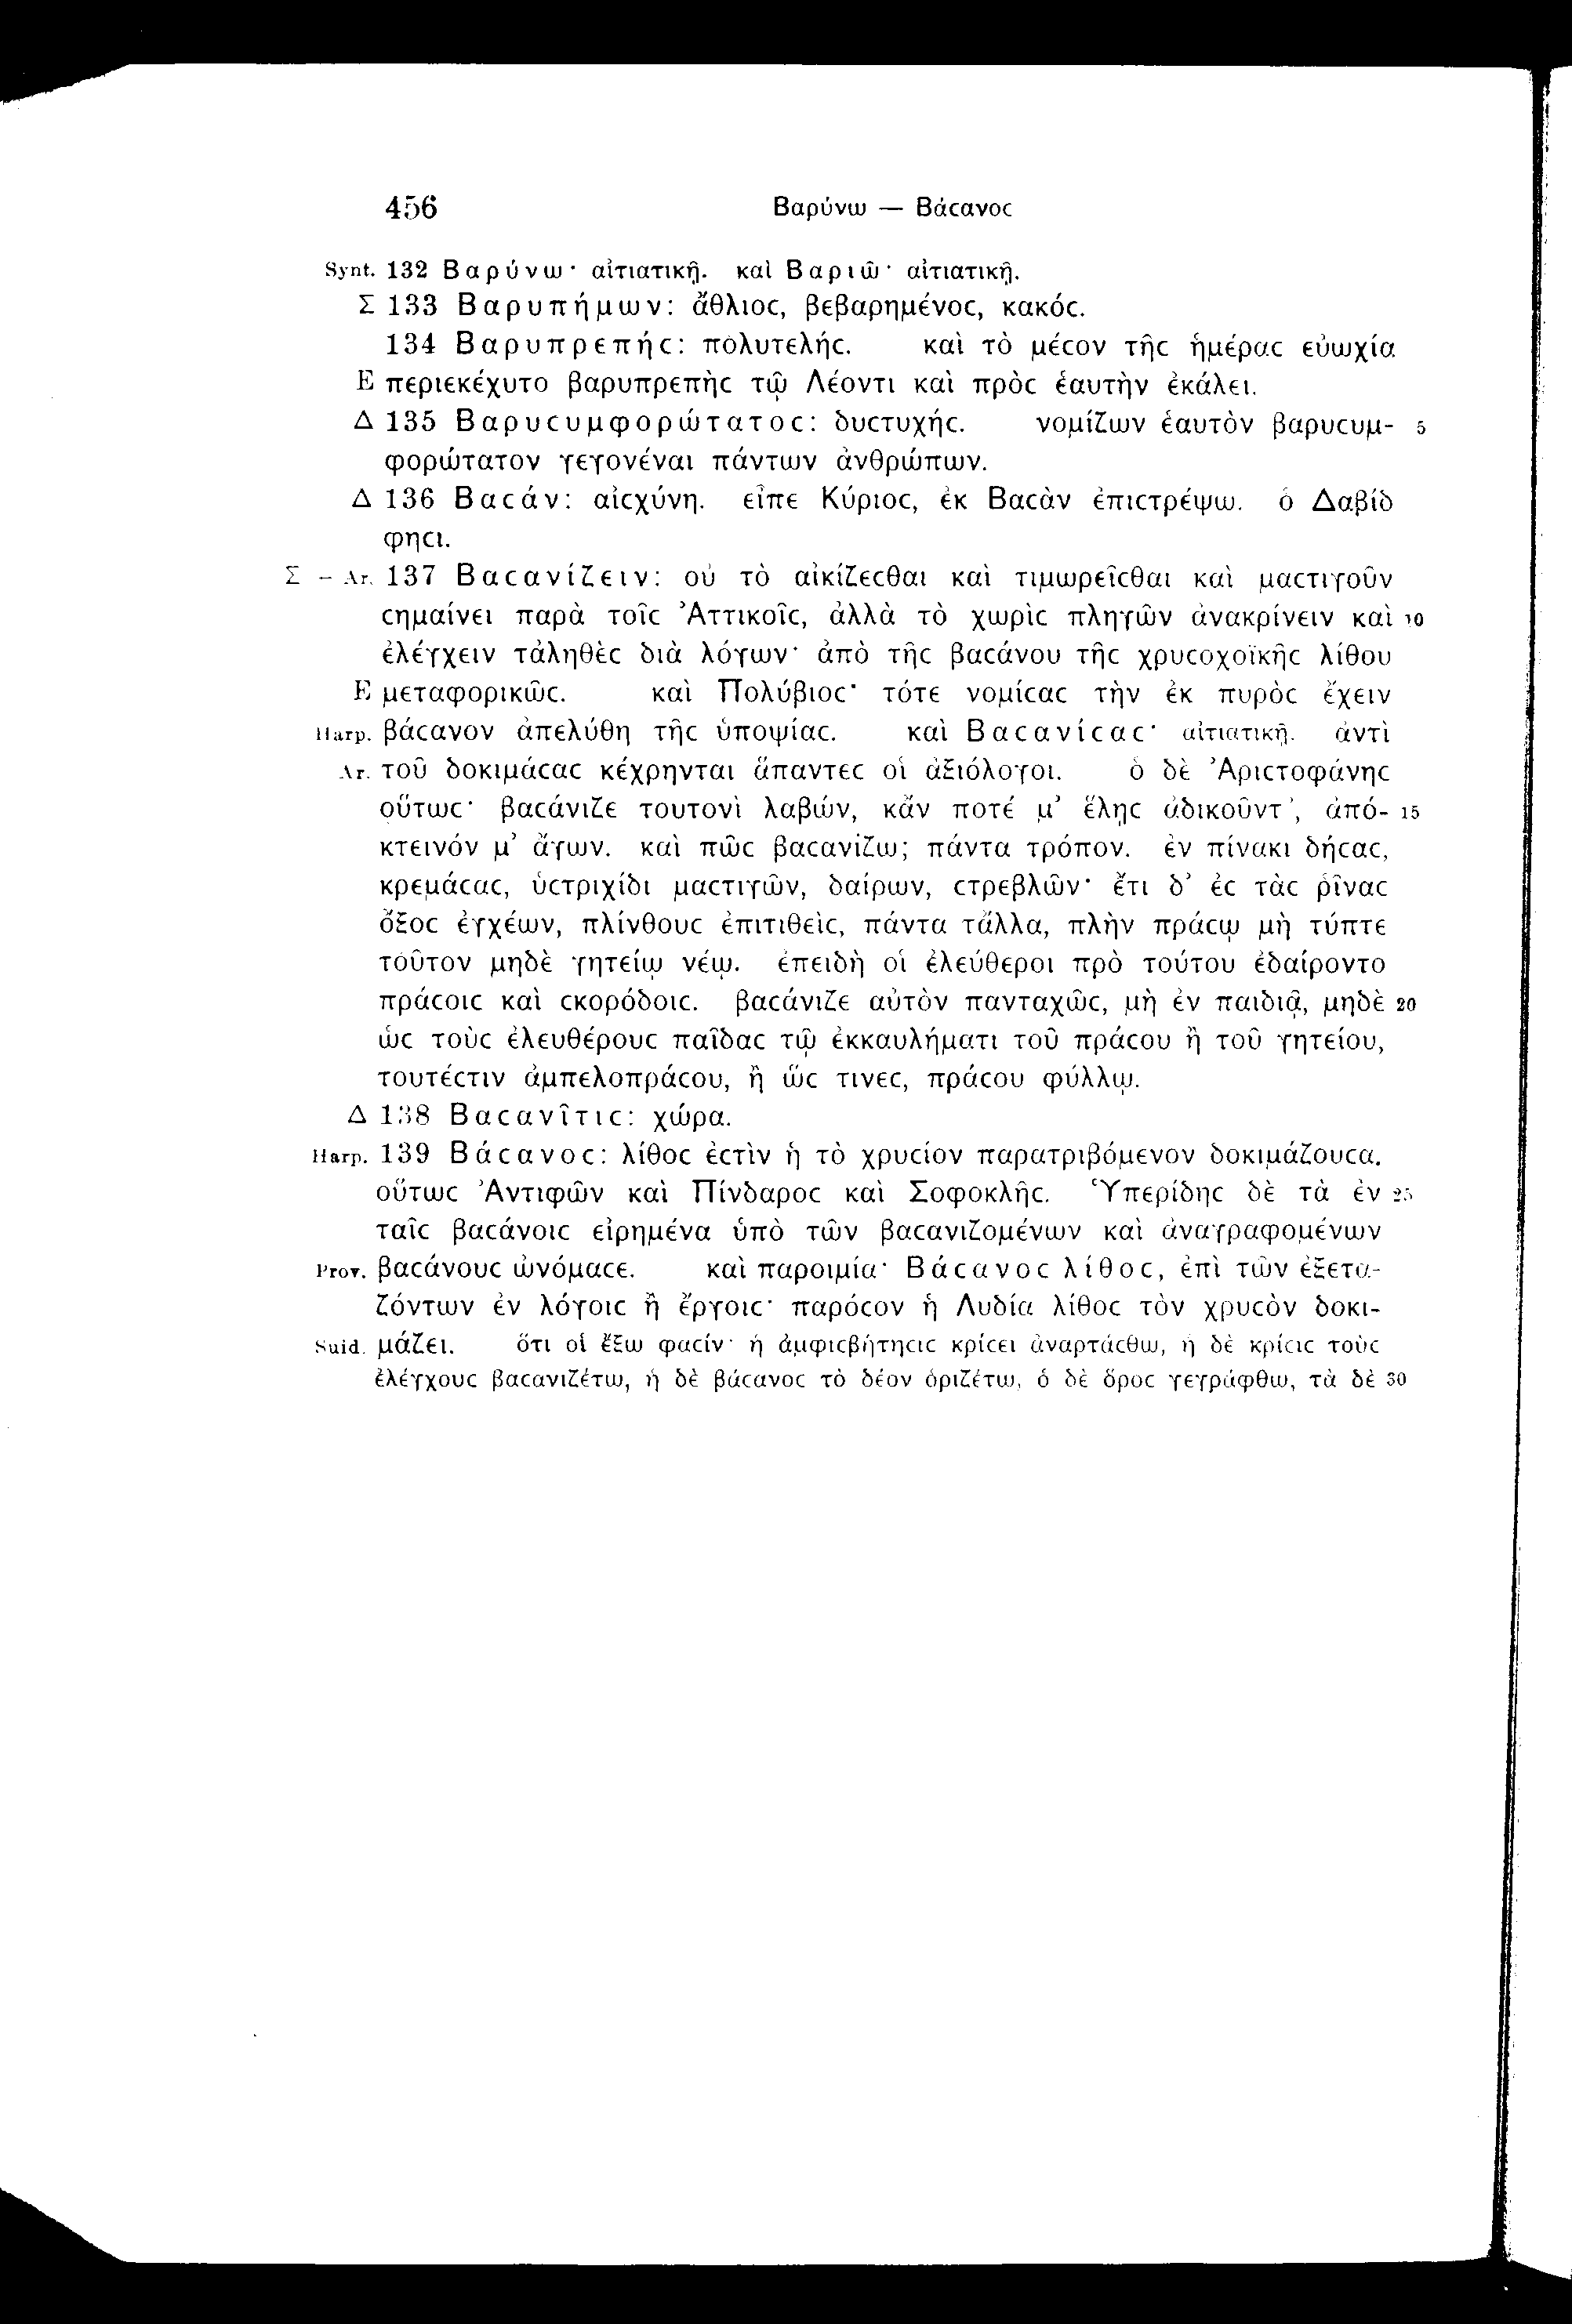 456 Βαρύνω — Βάϲανοϲ
Synt. 132 Βαρύνω· αἰτιατικῇ. καὶ Βαριῶ· αἰτιατικῇ.
Σ 133 Βαρυπήμων: ἄθλιοϲ, βεβαρημένοϲ, κακόϲ.
134 Βαρυπρεπήϲ: πολυτελήϲ. καὶ τὸ μέϲον τῆϲ ἡμέραϲ εὐωχία
E περιεκέχυτο βαρυπρεπὴϲ τῷ Λέοντι καὶ πρὸϲ ἑαυτὴν ἐκάλει.
Δ 135 Βαρυϲυμφορώτατοϲ: δυϲτυχήϲ. νομίζων ἑαυτὸν βαρυϲυμ- 5
φορώτατον γεγονέναι πάντων ἀνθρώπων.
Δ 136 Βαϲάν: αἰϲχύνη. εἶπε Κύριοϲ, ἐκ Βαϲὰν ἐπιϲτρέψω. ὁ Δαβίδ
φηϲι.
Σ – Ar. 137 Βαϲανίζειν: οὐ τὸ αἰκίζεϲθαι καὶ τιμωρεῖϲθαι καὶ μαϲτιγοῦν
ϲημαίνει παρὰ τοῖϲ Ἀττικοῖϲ, ἀλλὰ τὸ χωρὶϲ πληγῶν ἀνακρίνειν καὶ 10
ἐλέγχειν τἀληθὲϲ διὰ λόγων· ἀπὸ τῆϲ βαϲάνου τῆϲ χρυϲοχοϊκῆϲ λίθου
E μεταφορικῶϲ. καὶ Πολύβιοϲ· τότε νομίϲαϲ τὴν ἐκ πυρὸϲ ἔχειν
Harp. βάϲανον ἀπελύθη τῆϲ ὑποψίαϲ. καὶ Βαϲανίϲαϲ· αἰτιατικῇ. ἀντὶ
Ar. τοῦ δοκιμάϲαϲ κέχρηνται ἅπαντεϲ οἱ ἀξιόλογοι. ὁ δὲ Ἀριϲτοφάνηϲ
οὕτωϲ· βαϲάνιζε τουτονὶ λαβών, κἄν ποτέ μ’ ἕληϲ ἀδικοῦντ’, ἀπό- 15
κτεινόν μ’ ἄγων. καὶ πῶϲ βαϲανίζω; πάντα τρόπον. ἐν πίνακι δήϲαϲ,
κρεμάϲαϲ, ὑϲτριχίδι μαϲτιγῶν, δαίρων, ϲτρεβλῶν· ἔτι δ’ ἐϲ τὰϲ ῥῖναϲ
ὄξοϲ ἐγχέων, πλίνθουϲ ἐπιτιθεὶϲ, πάντα τἄλλα, πλὴν πράϲῳ μὴ τύπτε
τοῦτον μηδὲ γητείῳ νέῳ. ἐπειδὴ οἱ ἐλεύθεροι πρὸ τούτου ἐδαίροντο
πράϲοιϲ καὶ ϲκορόδοιϲ. βαϲάνιζε αὐτὸν πανταχῶϲ, μὴ ἐν παιδιᾷ, μηδὲ 20
ὡϲ τοὺϲ ἐλευθέρουϲ παῖδαϲ τῷ ἐκκαυλήματι τοῦ πράϲου ἢ τοῦ γητείου,
τουτέϲτιν ἀμπελοπράϲου, ἢ ὥϲ τινεϲ, πράϲου φύλλῳ.
Δ 138 Βαϲανῖτιϲ: χώρα.
Harp. 139 Βάϲανοϲ: λίθοϲ ἐϲτὶν ἡ τὸ χρυϲίον παρατριβόμενον δοκιμάζουϲα.
οὕτωϲ Ἀντιφῶν καὶ Πίνδαροϲ καὶ Σοφοκλῆϲ. Ὑπερίδηϲ δὲ τὰ ἐν 25
ταῖϲ βαϲάνοιϲ εἰρημένα ὑπὸ τῶν βαϲανιζομένων καὶ ἀναγραφομένων
Prov. βαϲάνουϲ ὠνόμαϲε. καὶ παροιμία· Βάϲανοϲ λίθοϲ, ἐπὶ τῶν ἐξετα-
ζόντων ἐν λόγοιϲ ἢ ἔργοιϲ· παρόϲον ἡ Λυδία λίθοϲ τὸν χρυϲὸν δοκι-
Suid. μάζει. ὅτι οἱ ἔξω φαϲίν· ἡ ἀμφιϲβήτηϲιϲ κρίϲει ἀναρτάϲθω, ἡ δὲ κρίϲιϲ τοὺϲ
ἐλέγχουϲ βαϲανιζέτω, ἡ δὲ βάϲανοϲ τὸ δέον ὁριζέτω, ὁ δὲ ὅροϲ γεγράφθω, τὰ δὲ 30